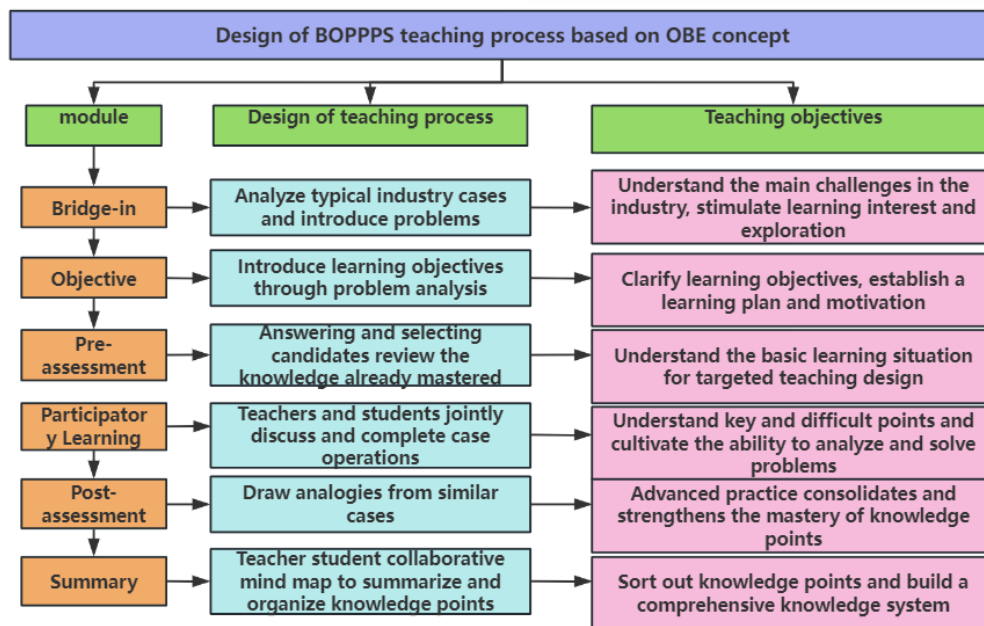 Design of BOPPPS teaching process based on OBE concept
module
Design of teaching process
Teaching objectives
Bridge-in
Analyze typical industry cases
and introduce problems
Understand the main challenges in the
industry, stimulate learning interest and
exploration
Objective
Introduce learning objectives
through problem analysis
Clarify learning objectives, establish a
learning plan and motivation
Pre-
assessment
Answering and selecting
candidates review the
knowledge already mastered
Understand the basic learning situation
for targeted teaching design
Participator
y Learning
Teachers and students jointly
discuss and complete case
operations
Understand key and difficult points and
cultivate the ability to analyze and solve
problems
Post-
assessment
Draw analogies from similar
cases
Advanced practice consolidates and
strengthens the mastery of knowledge
points
Summary
Teacher student collaborative
mind map to summarize and
organize knowledge points
Sort out knowledge points and build a
comprehensive knowledge system